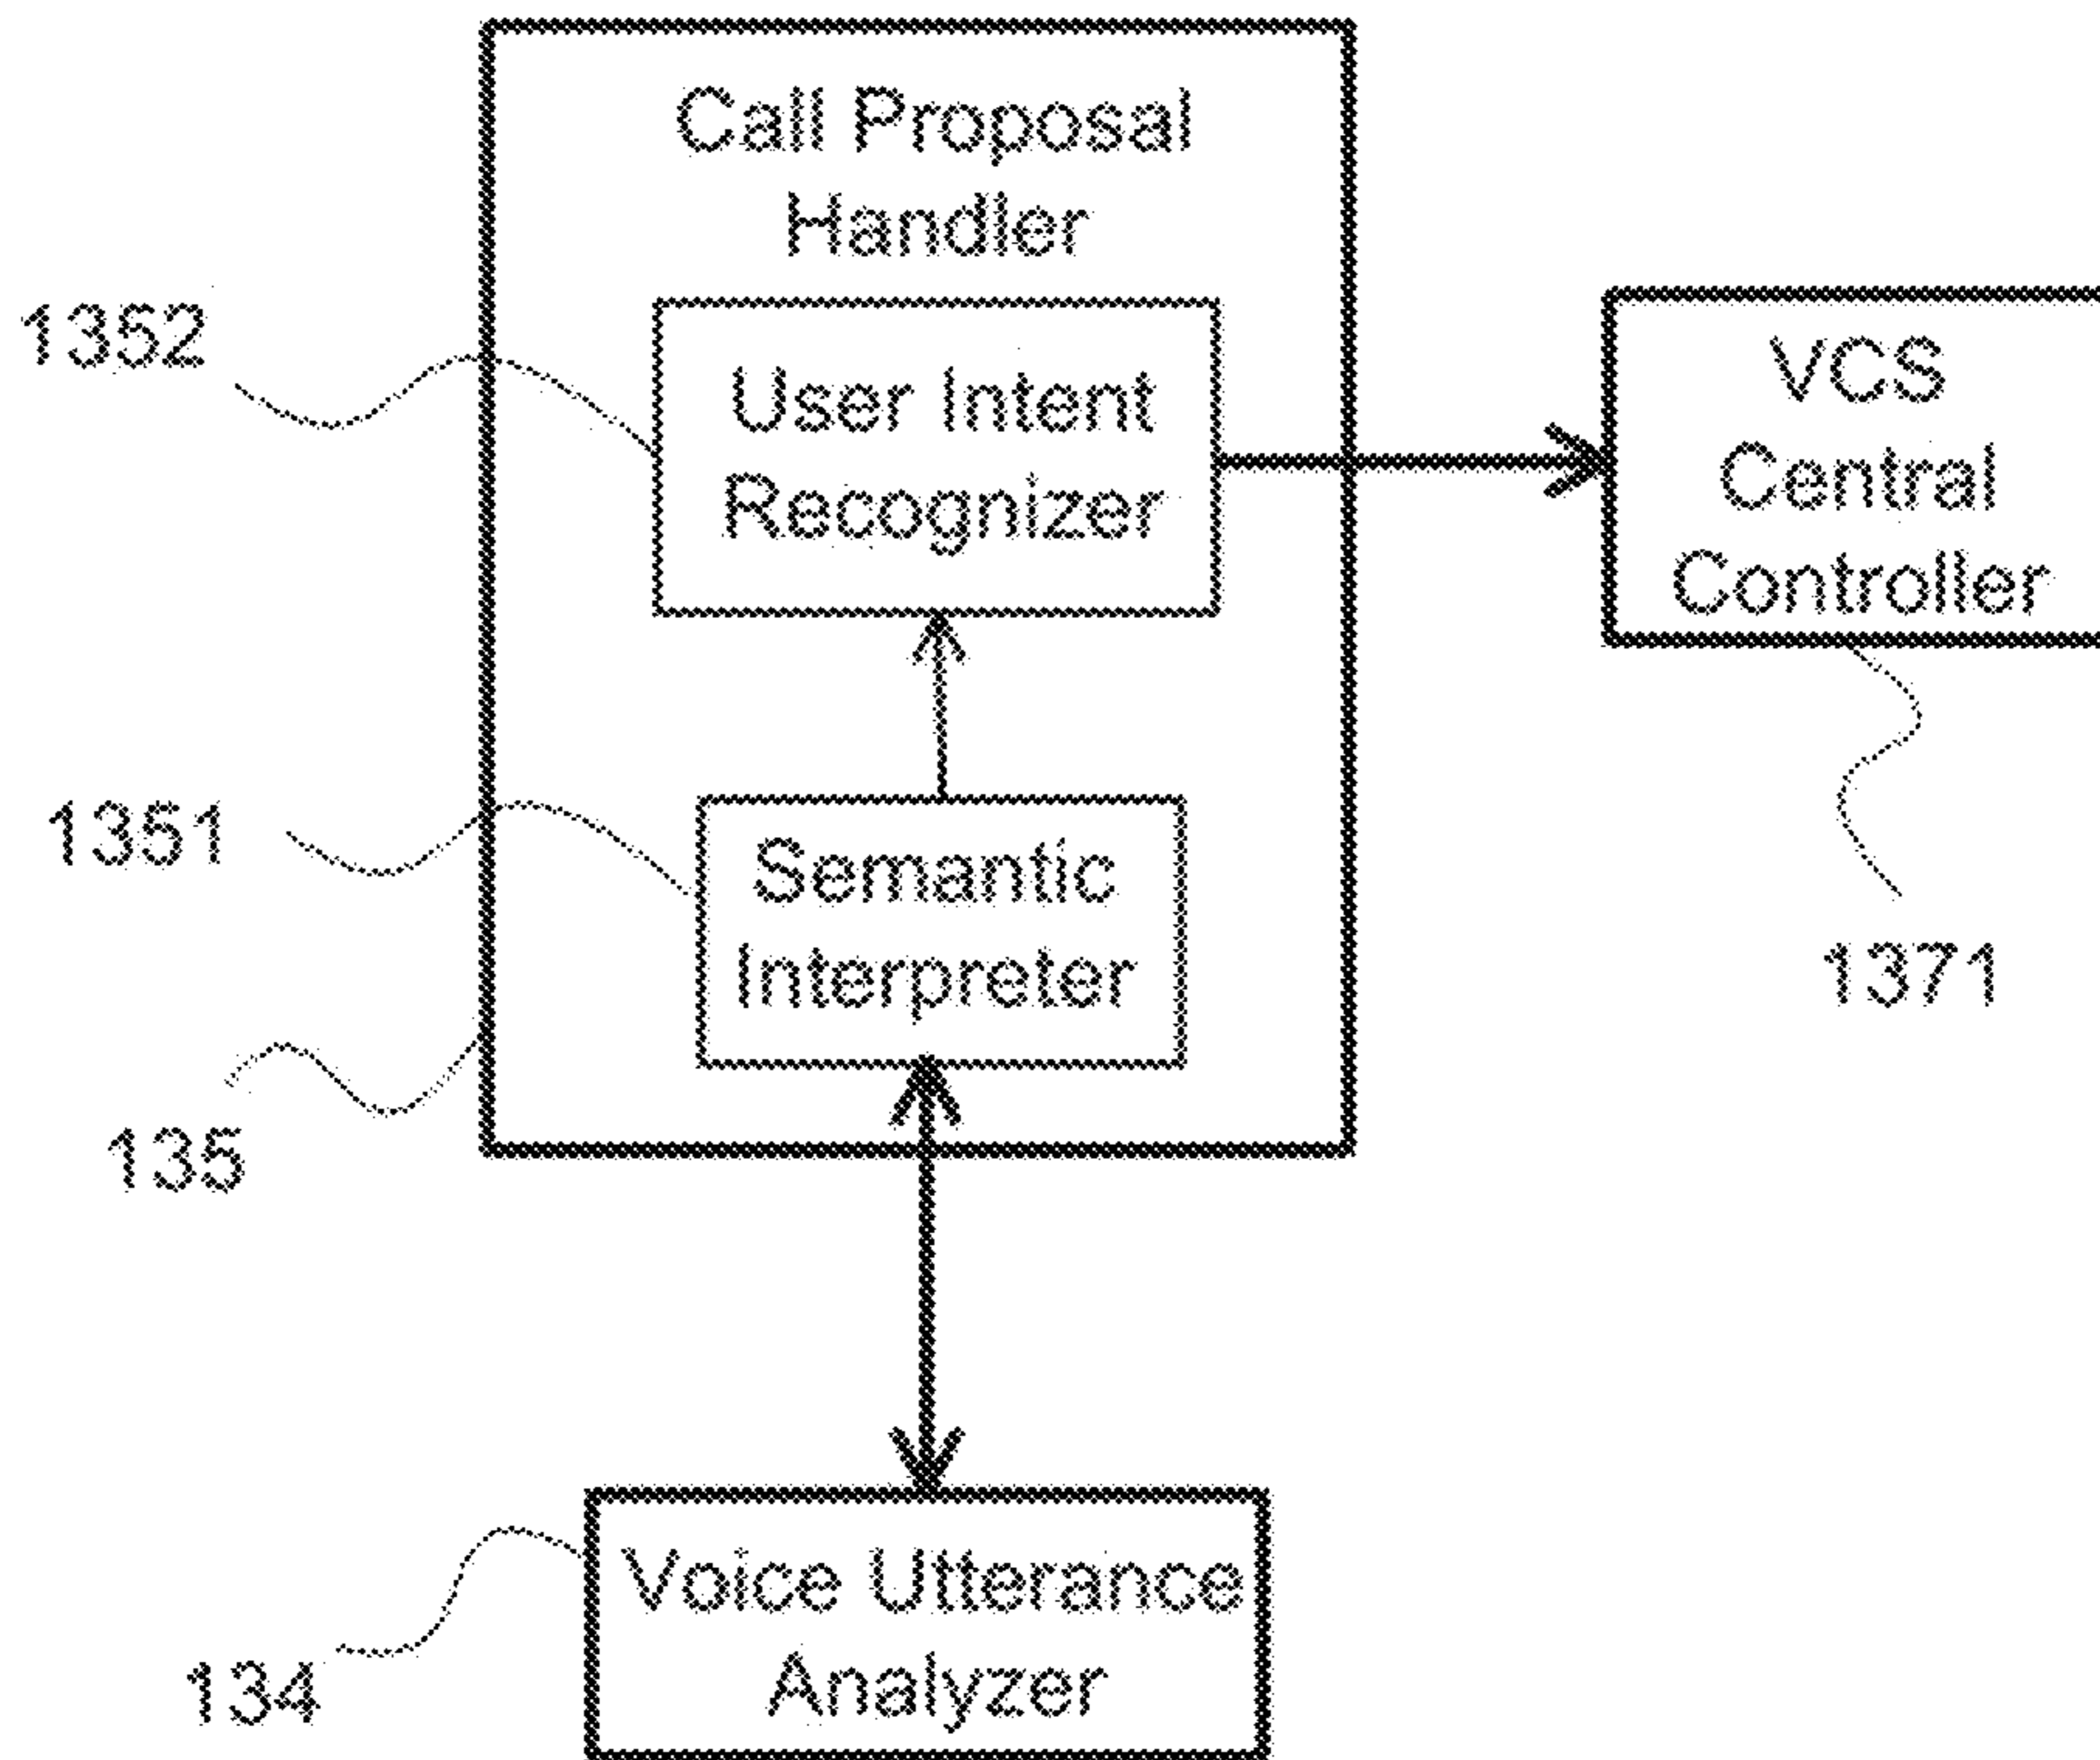 Call Proposal
Handler
1352
User Intent
Recognizer
VCS
Central
Controller
1351
Semantic
Interpreter
1371
135
Voice Utterance
Analyzer
134